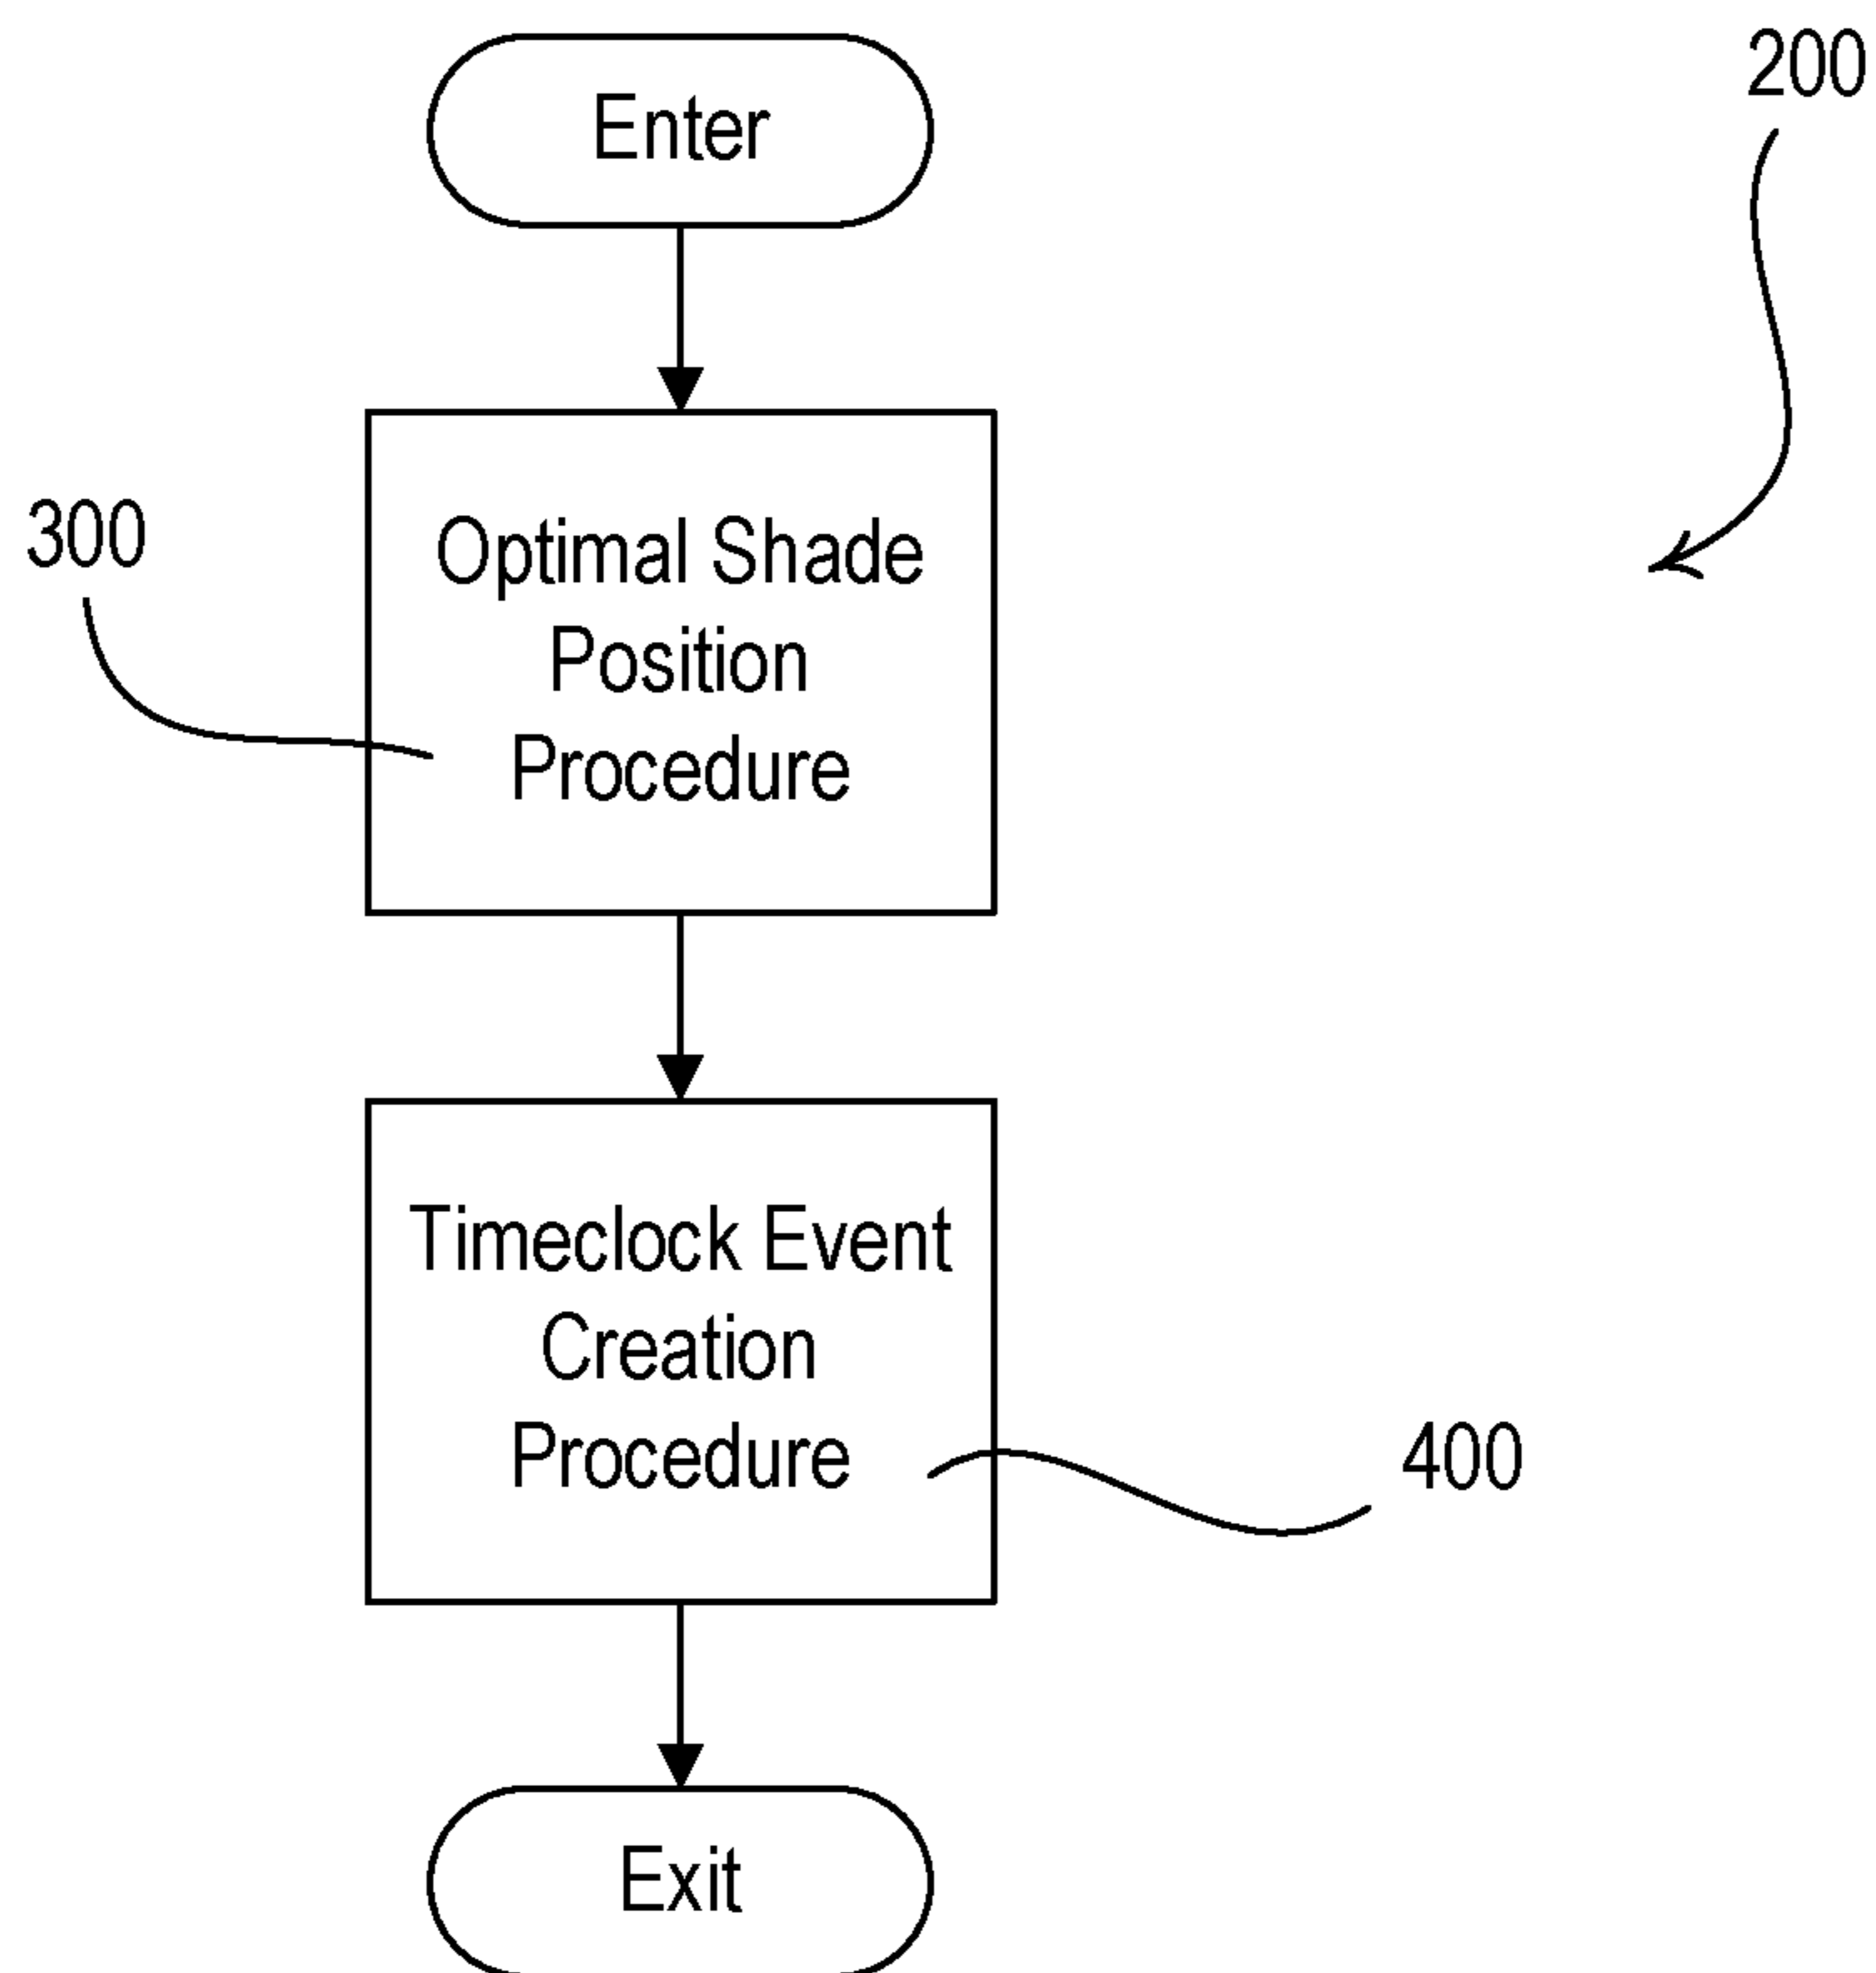 Enter
200
300
Optimal Shade
Position
Procedure
Timeclock Event
Creation
Procedure
400
Exit